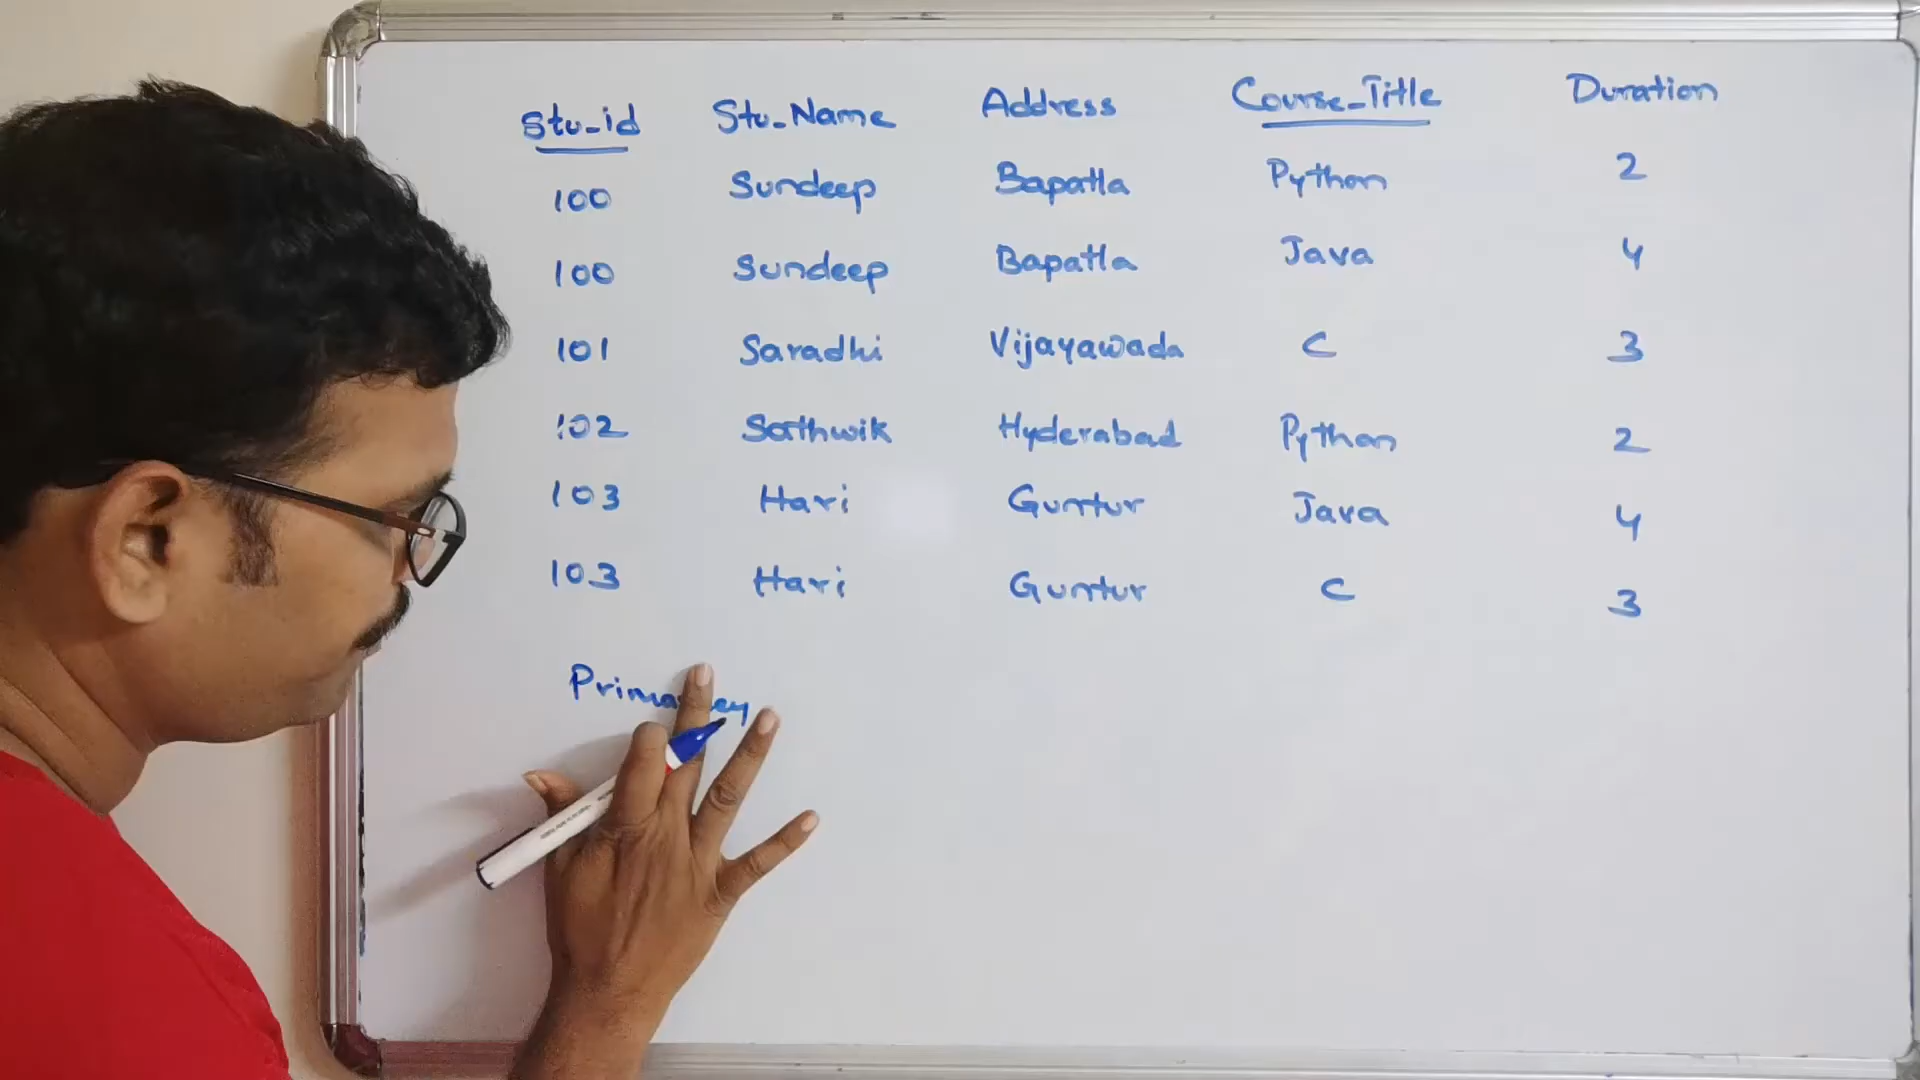 Stu_id Stu_Name Address Course_Title Duration
100 Sundeep Bapatla Python 2
100 Sundeep Bapatla Java 4
101 Saradhi Vijayawada C 3
102 Sathwik Hyderabad Python 2
103 Hari Guntur Java 4
103 Hari Guntur C 3